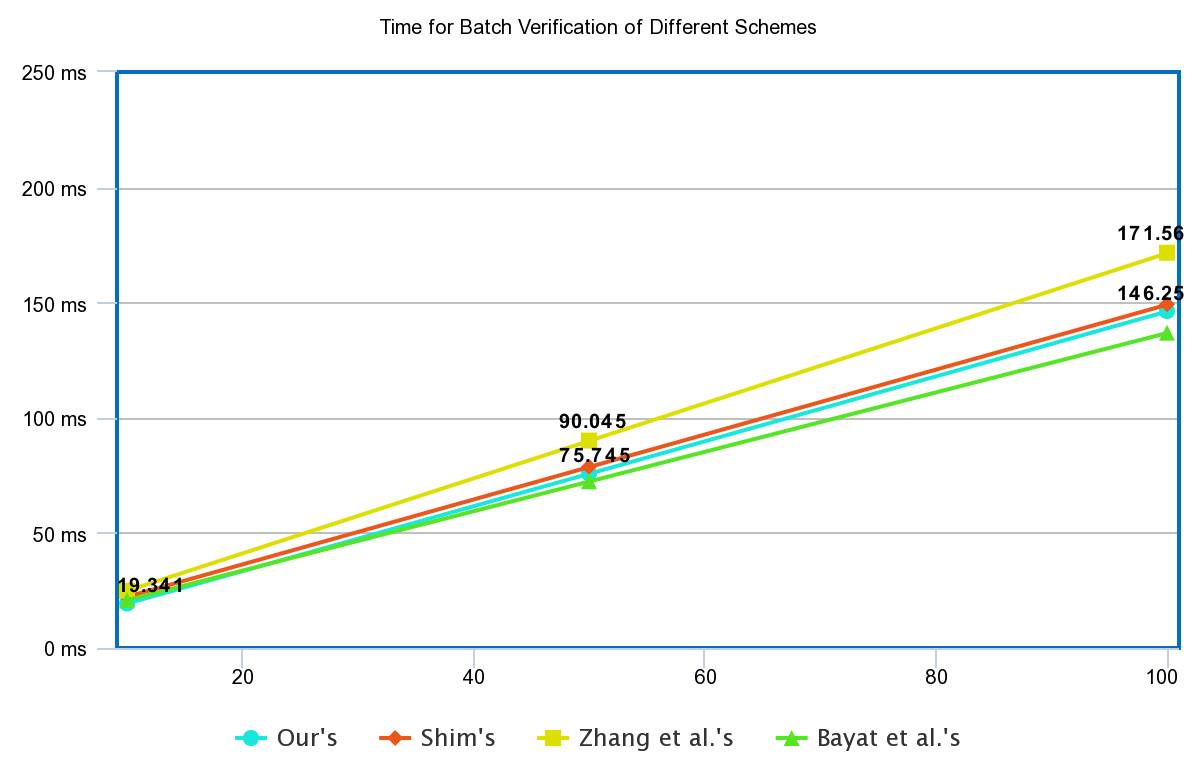 Time for Batch Verification of Different Schemes
250 ms
200 ms
171.56
150 ms
146.25
100 ms
90.045
75.745
50 ms
19.341
0 ms
20 40 60 80 100
Our's Shim's Zhang et al.'s Bayat et al.'s